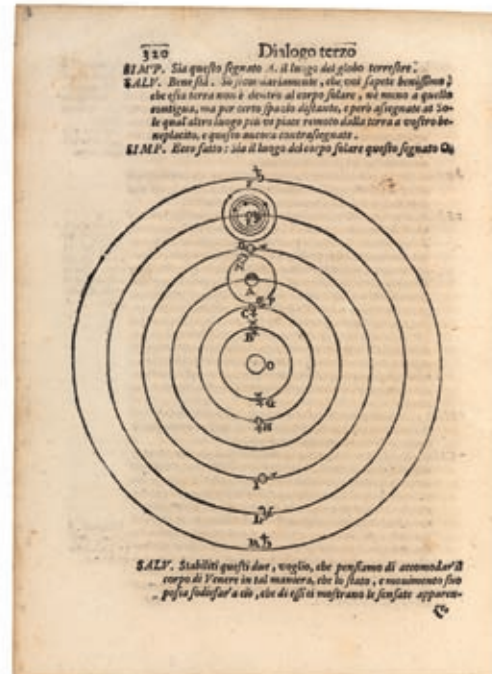 320 Dialogo terzo
SIMP. Sia questo segnato A. il luogo del globo terrestre.
SALV. Bene stà. So secondariamente, che voi sapete benissimo,
che essa terra non è dentro al corpo solare, nè meno a quello
contigua, ma per certo spazio distante, e però assegnate al So-
le qual altro luogo più vi piace remoto dalla terra a vostro be-
neplacito, e questo ancora contrassegnate.
SIMP. Ecco fatto: Sia il luogo del corpo solare questo segnato O.
A
C
B
O
G
H
I
L
M
SALV. Stabiliti questi due, voglio, che pensiamo di accomodar il
corpo di Venere in tal maniera, che lo stato, e movimento suo
possa sodisfar a ciò, che di essi ci mostrano le sensate apparen-